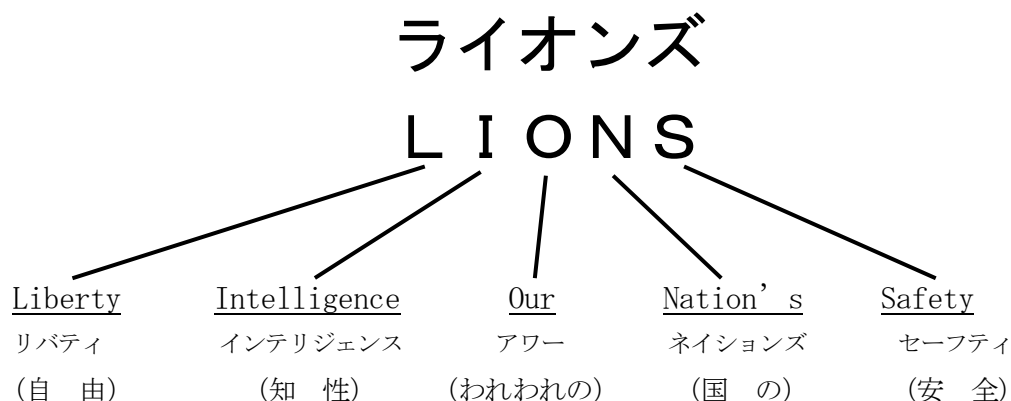 ライオンズ
ＬＩＯＮＳ
Liberty Intelligence Our Nation’s Safety
リバティ インテリジェンス アワー ネイションズ セーフティ
（自　由） （知　性） （われわれの） （国　の） （安　全）